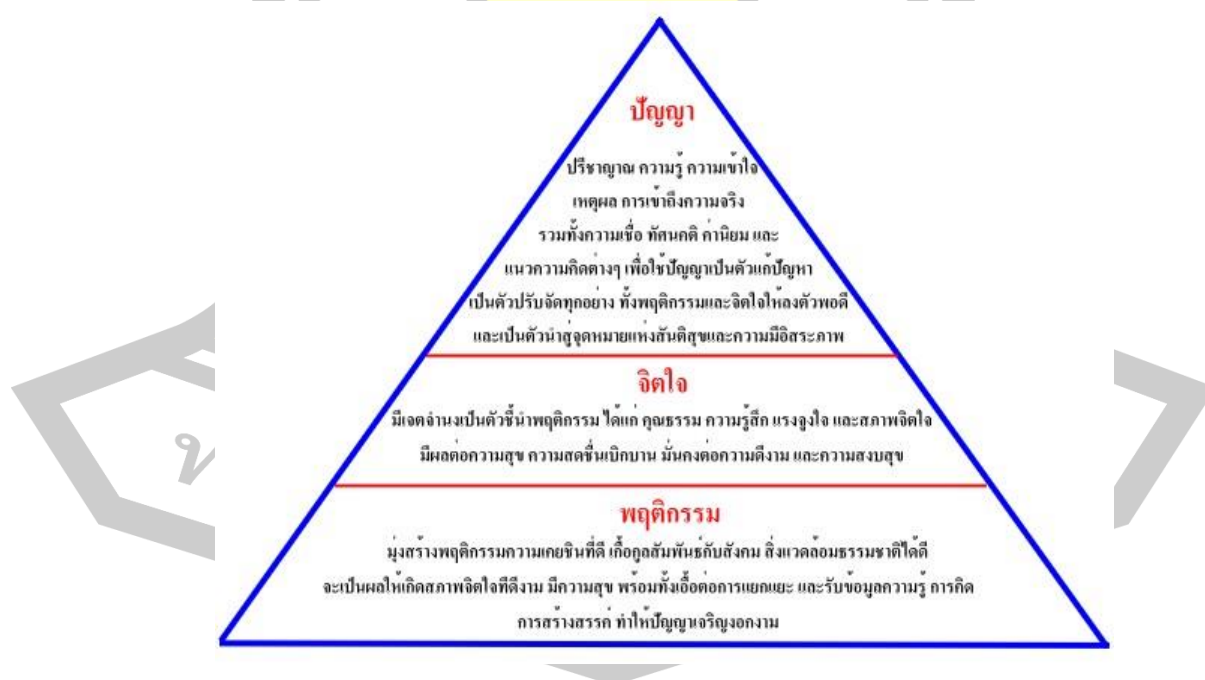 ปัญญา
ปรีชาญาณ ความรู้ ความเข้าใจ
เหตุผล การเข้าถึงความจริง
รวมทั้งความเชื่อ ทัศนคติ ค่านิยม และ
แนวความคิดต่างๆ เพื่อใช้ปัญญาเป็นตัวแก้ปัญหา
เป็นตัวปรับจัดทุกอย่าง ทั้งพฤติกรรมและจิตใจให้ลงตัวพอดี
และเป็นตัวนำสู่จุดหมายแห่งสันติสุขและความมีอิสระภาพ
จิตใจ
มีเจตจำนงเป็นตัวชี้นำพฤติกรรม ได้แก่ คุณธรรม ความรู้สึก แรงจูงใจ และสภาพจิตใจ
มีผลต่อความสุข ความสดชื่นเบิกบาน มั่นคงต่อความดีงาม และความสงบสุข
พฤติกรรม
มุ่งสร้างพฤติกรรมความเคยชินที่ดี เกื้อกูลสัมพันธ์กับสังคม สิ่งแวดล้อมธรรมชาติได้ดี
จะเป็นผลให้เกิดสภาพจิตใจที่ดีงาม มีความสุข พร้อมทั้งเอื้อต่อการแยกแยะ และรับข้อมูลความรู้ การคิด
การสร้างสรรค์ ทำให้ปัญญาเจริญงอกงาม